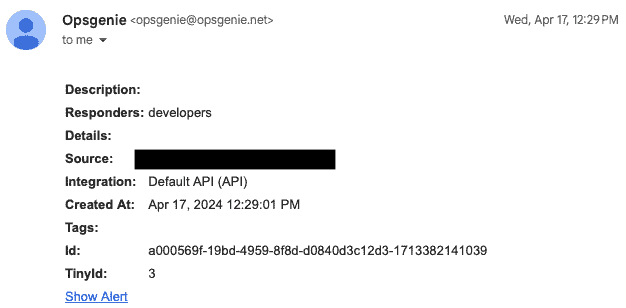 Opsgenie <opsgenie@opsgenie.net> Wed, Apr 17, 12:29 PM
to me
Description:
Responders: developers
Details:
Source:
Integration: Default API (API)
Created At: Apr 17, 2024 12:29:01 PM
Tags:
Id: a000569f-19bd-4959-8f8d-d0840d3c12d3-1713382141039
TinyId: 3
Show Alert